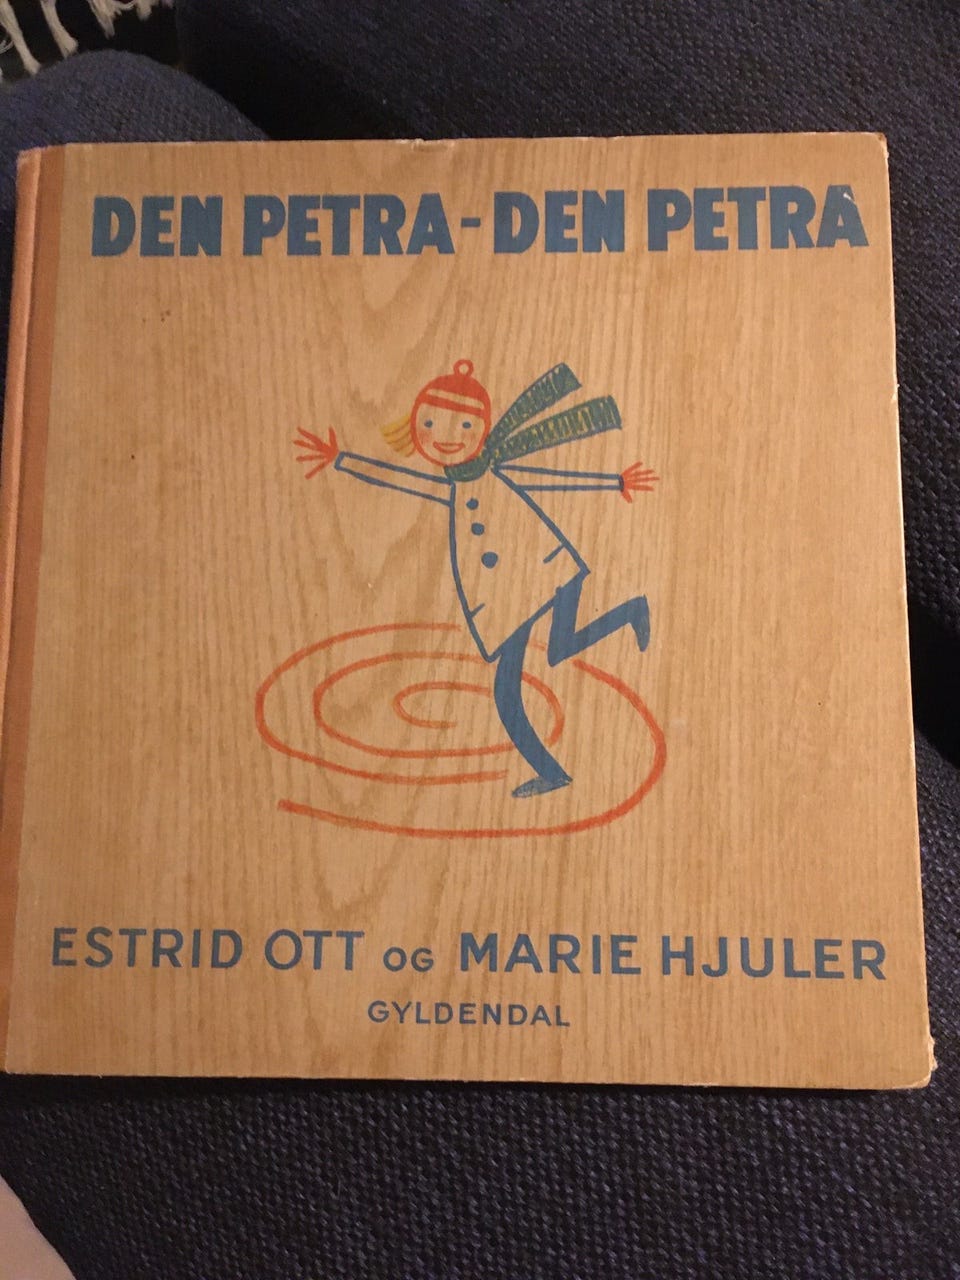 DEN PETRA-DEN PETRA
ESTRID OTT OG MARIE HJULER
GYLDENDAL